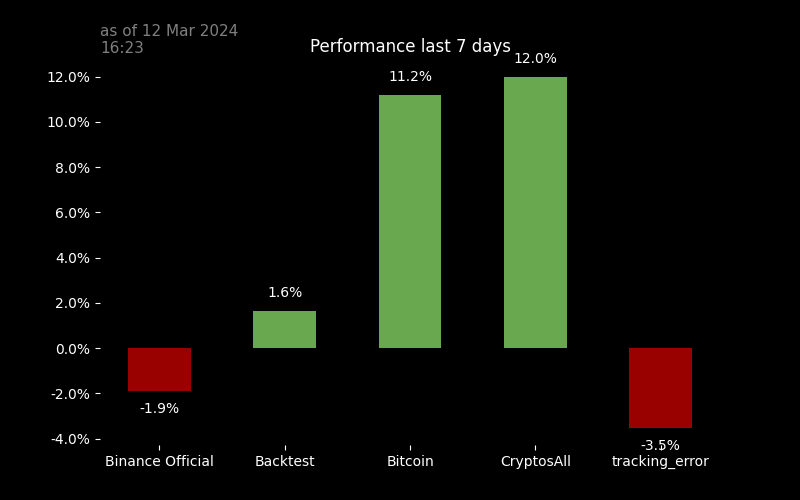 as of 12 Mar 2024
16:23
Performance last 7 days
12.0%
10.0%
8.0%
6.0%
4.0%
2.0%
0.0%
-2.0%
-4.0%
-1.9%
1.6%
11.2%
12.0%
-3.5%
Binance Official
Backtest
Bitcoin
CryptosAll
tracking_error